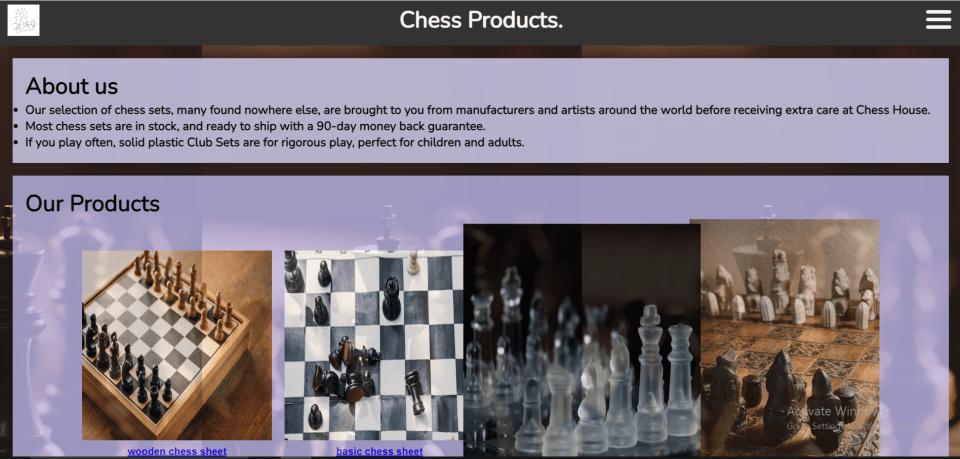 Chess Products.
About us
Our selection of chess sets, many found nowhere else, are brought to you from manufacturers and artists around the world before receiving extra care at Chess House.
Most chess sets are in stock, and ready to ship with a 90-day money back guarantee.
If you play often, solid plastic Club Sets are for rigorous play, perfect for children and adults.
Our Products
wooden chess sheet
basic chess sheet
Activate Windows
Go to Settings to